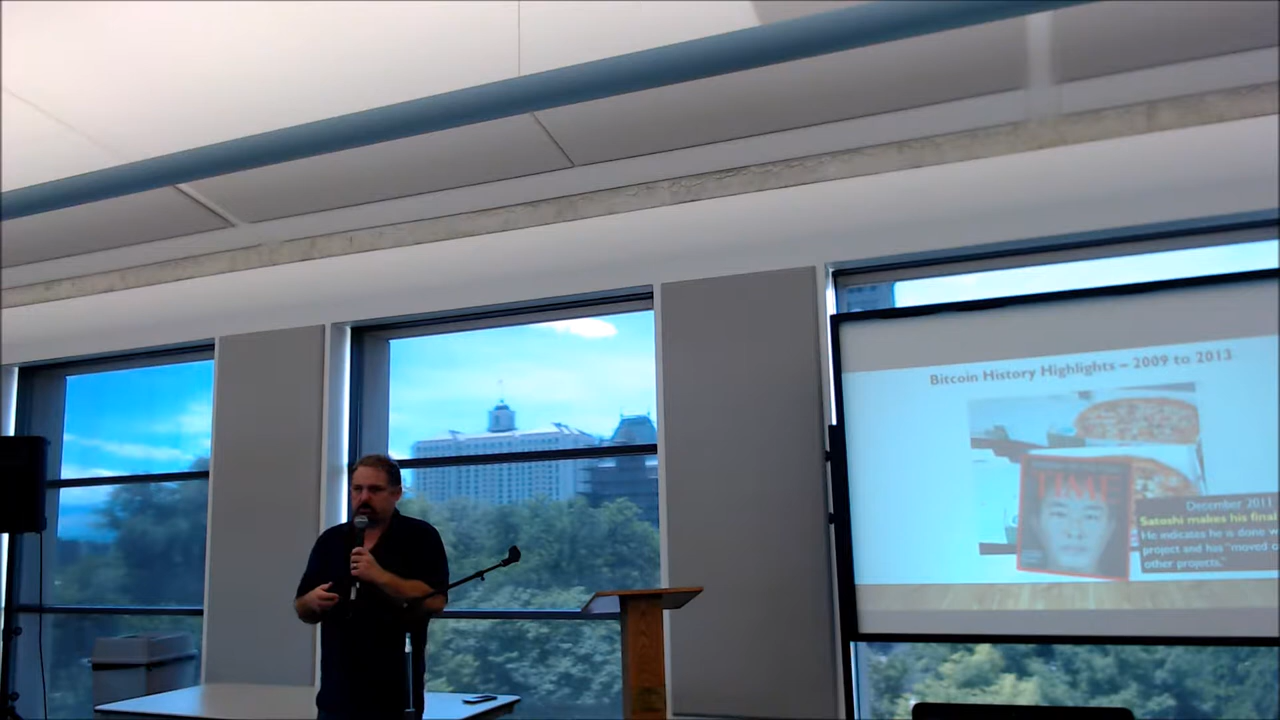 Bitcoin History Highlights – 2009 to 2013
TIME
December 2011
Satoshi makes his final
He indicates he is done w
project and has "moved o
other projects."